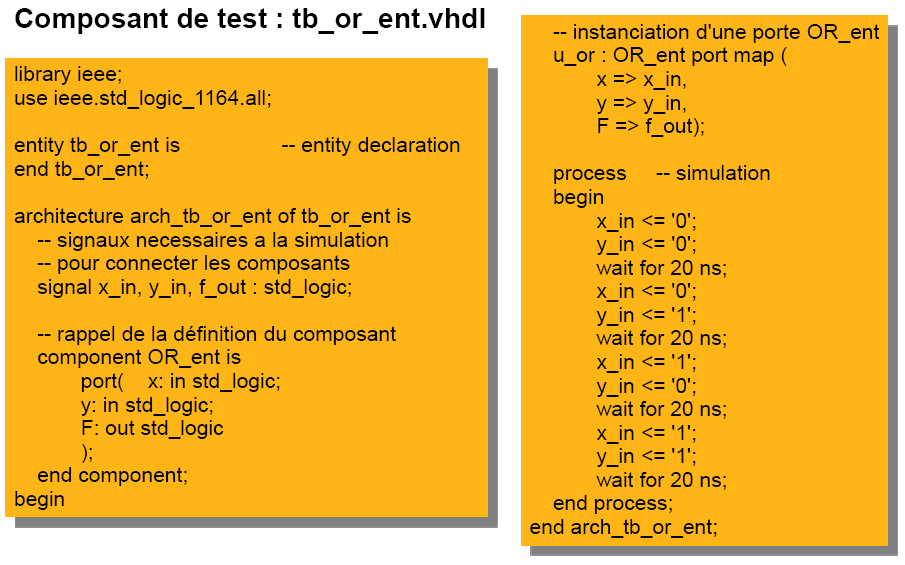 Composant de test : tb_or_ent.vhdl
library ieee;
use ieee.std_logic_1164.all;
entity tb_or_ent is -- entity declaration
end tb_or_ent;
architecture arch_tb_or_ent of tb_or_ent is
-- signaux necessaires a la simulation
-- pour connecter les composants
signal x_in, y_in, f_out : std_logic;
-- rappel de la définition du composant
component OR_ent is
port( x: in std_logic;
y: in std_logic;
F: out std_logic
);
end component;
begin
-- instanciation d'une porte OR_ent
u_or : OR_ent port map (
x => x_in,
y => y_in,
F => f_out);
process -- simulation
begin
x_in <= '0';
y_in <= '0';
wait for 20 ns;
x_in <= '0';
y_in <= '1';
wait for 20 ns;
x_in <= '1';
y_in <= '0';
wait for 20 ns;
x_in <= '1';
y_in <= '1';
wait for 20 ns;
end process;
end arch_tb_or_ent;